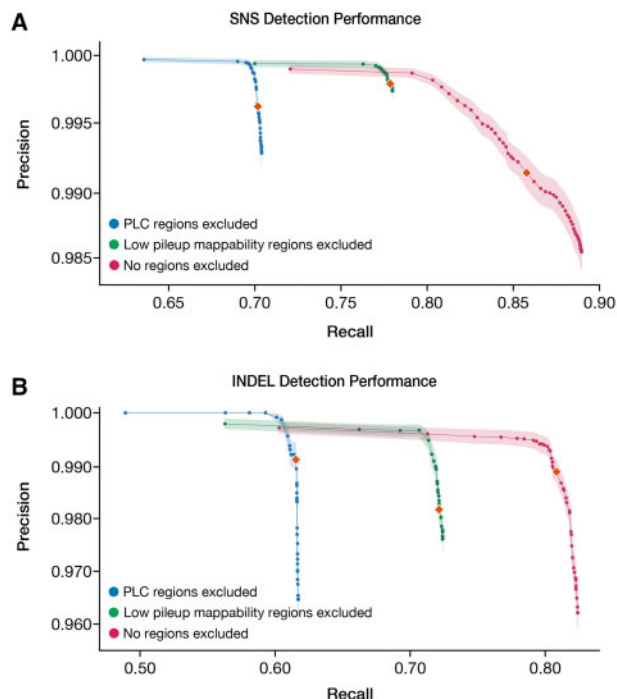 A
SNS Detection Performance
1.000
0.995
0.990
0.985
Precision
PLC regions excluded
Low pileup mappability regions excluded
No regions excluded
0.65 0.70 0.75 0.80 0.85 0.90
Recall
B
INDEL Detection Performance
1.000
0.990
0.980
0.970
0.960
Precision
PLC regions excluded
Low pileup mappability regions excluded
No regions excluded
0.50 0.60 0.70 0.80
Recall